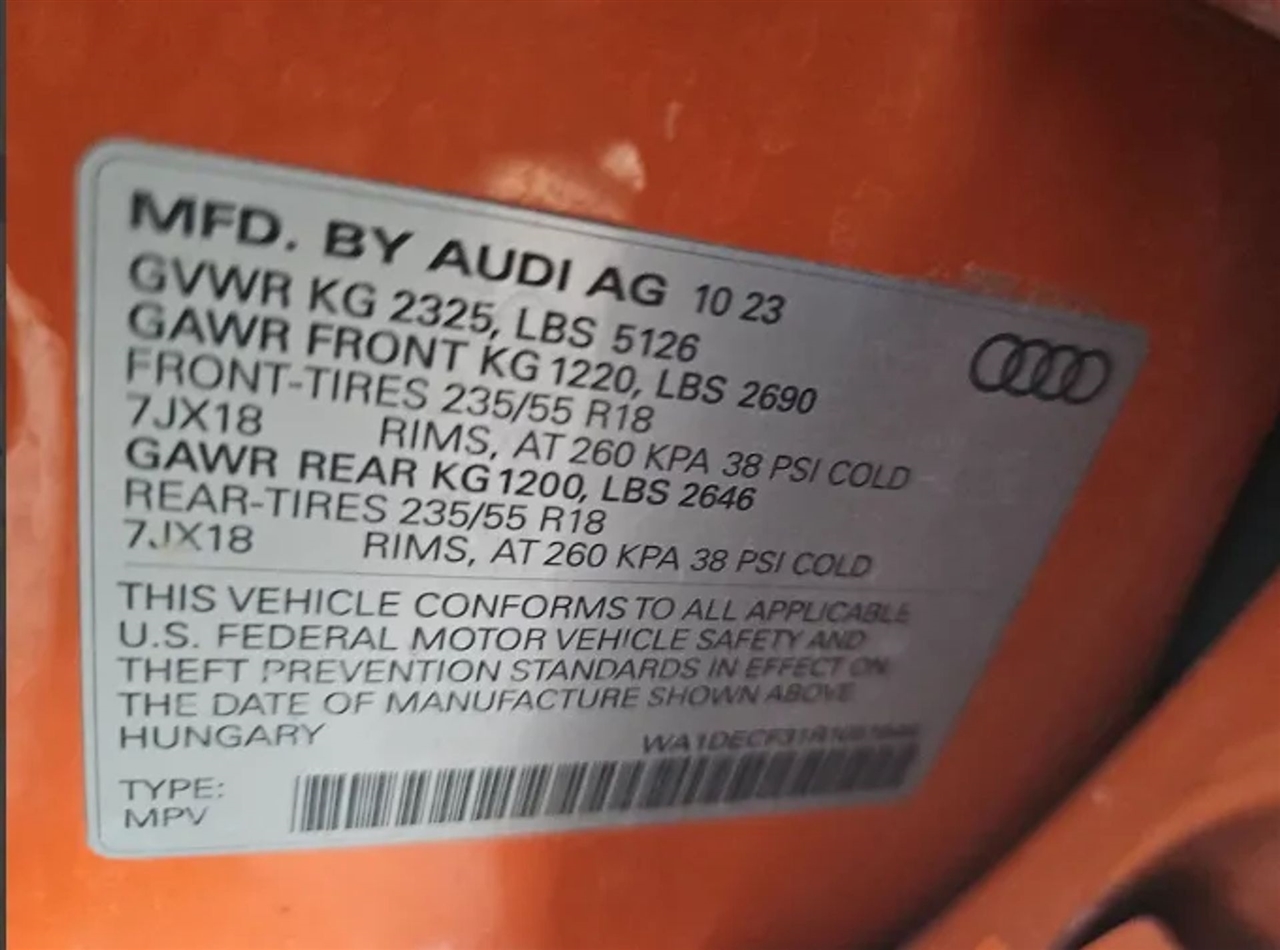 MFD. BY AUDI AG 10 23
GVWR KG 2325, LBS 5126
GAWR FRONT KG 1220, LBS 2690
FRONT-TIRES 235/55 R18
7JX18 RIMS, AT 260 KPA 38 PSI COLD
GAWR REAR KG 1200, LBS 2646
REAR-TIRES 235/55 R18
7JX18 RIMS, AT 260 KPA 38 PSI COLD
THIS VEHICLE CONFORMS TO ALL APPLICABLE
U.S. FEDERAL MOTOR VEHICLE SAFETY AND
THEFT PREVENTION STANDARDS IN EFFECT ON
THE DATE OF MANUFACTURE SHOWN ABOVE
HUNGARY
TYPE:
MPV